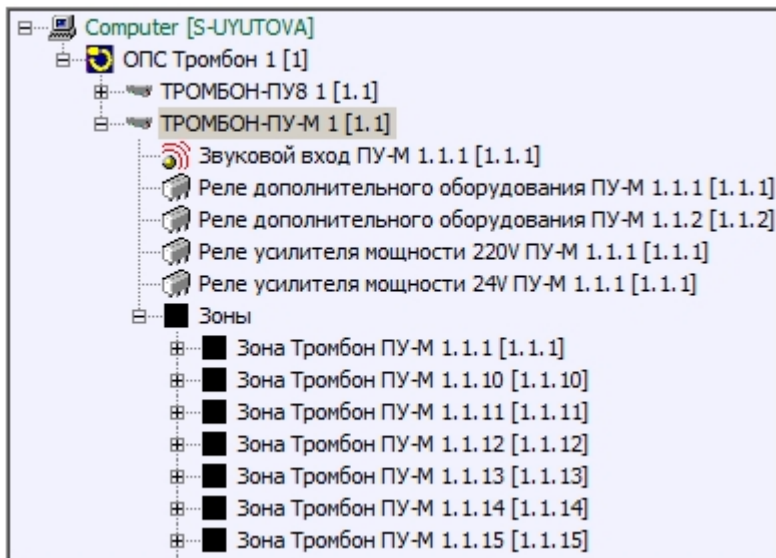 Computer [S-UYUTOVA]
ОПС Тромбон 1 [1]
ТРОМБОН-ПУ8 1 [1.1]
ТРОМБОН-ПУ-М 1 [1.1]
Звуковой вход ПУ-М 1.1.1 [1.1.1]
Реле дополнительного оборудования ПУ-М 1.1.1 [1.1.1]
Реле дополнительного оборудования ПУ-М 1.1.2 [1.1.2]
Реле усилителя мощности 220V ПУ-М 1.1.1 [1.1.1]
Реле усилителя мощности 24V ПУ-М 1.1.1 [1.1.1]
Зоны
Зона Тромбон ПУ-М 1.1.1 [1.1.1]
Зона Тромбон ПУ-М 1.1.10 [1.1.10]
Зона Тромбон ПУ-М 1.1.11 [1.1.11]
Зона Тромбон ПУ-М 1.1.12 [1.1.12]
Зона Тромбон ПУ-М 1.1.13 [1.1.13]
Зона Тромбон ПУ-М 1.1.14 [1.1.14]
Зона Тромбон ПУ-М 1.1.15 [1.1.15]